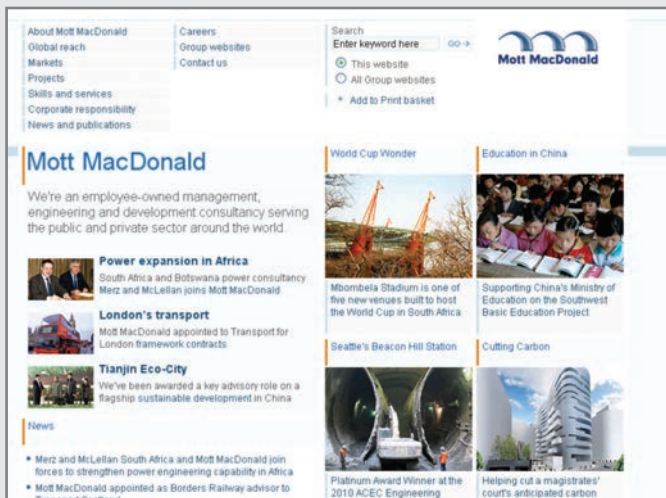 About Mott MacDonald
Global reach
Markets
Projects
Skills and services
Corporate responsibility
News and publications
Careers
Group websites
Contact us
Search
Enter keyword here GO
This website
All Group websites
Add to Print basket
Mott MacDonald
Mott MacDonald
We're an employee-owned management,
engineering and development consultancy serving
the public and private sector around the world.
Power expansion in Africa
South Africa and Botswana power consultancy
Merz and McLellan joins Mott MacDonald
London's transport
Mott MacDonald appointed to Transport for
London framework contracts
Tianjin Eco-City
We've been awarded a key advisory role on a
flagship sustainable development in China
News
Merz and McLellan South Africa and Mott MacDonald join
forces to strengthen power engineering capability in Africa
Mott MacDonald appointed as Borders Railway advisor to
World Cup Wonder
Mbombela Stadium is one of
five new venues built to host
the World Cup in South Africa
Education in China
Supporting China's Ministry of
Education on the Southwest
Basic Education Project
Seattle's Beacon Hill Station
Platinum Award Winner at the
2010 ACEC Engineering
Cutting Carbon
Helping cut a magistrates'
court's anticipated carbon